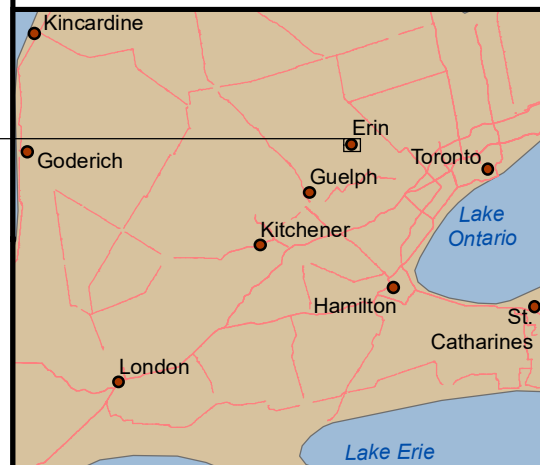 Kincardine
Erin
Goderich
Toronto
Guelph
Lake
Ontario
Kitchener
Hamilton
St.
Catharines
London
Lake Erie